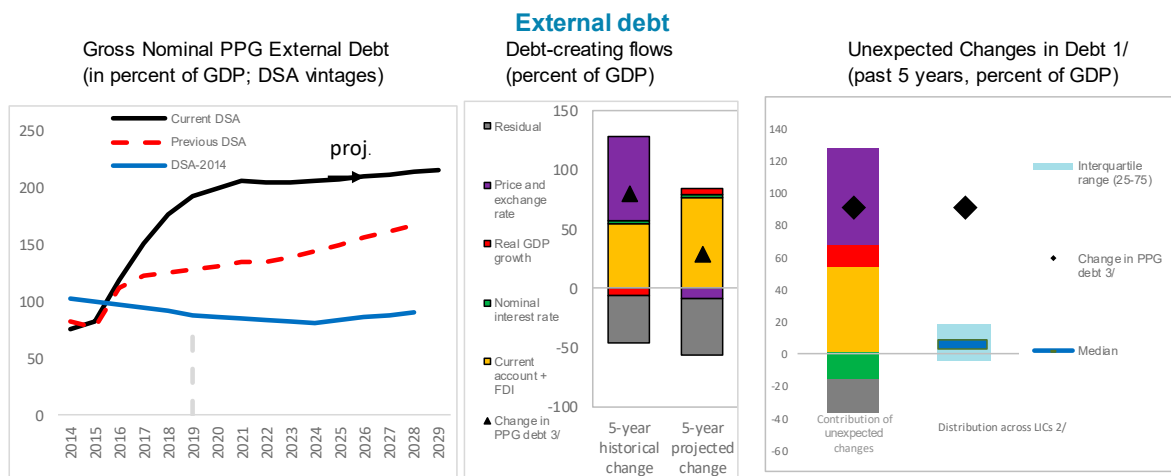 External debt
Gross Nominal PPG External Debt
(in percent of GDP; DSA vintages)
250
200
150
100
50
0
Current DSA
Previous DSA
DSA-2014
proj.
2014
2015
2016
2017
2018
2019
2020
2021
2022
2023
2024
2025
2026
2027
2028
2029
Debt-creating flows
(percent of GDP)
Residual
Price and
exchange rate
Real GDP
growth
Nominal
interest rate
Current
account +
FDI
Change in
PPG debt 3/
150
100
50
0
-50
-100
5-year
historical
change
5-year
projected
change
Unexpected Changes in Debt 1/
(past 5 years, percent of GDP)
140
120
100
80
60
40
20
0
-20
-40
-60
Contribution of
unexpected
changes
Distribution across LICs 2/
Interquartile
range (25-75)
Change in PPG
debt 3/
Median